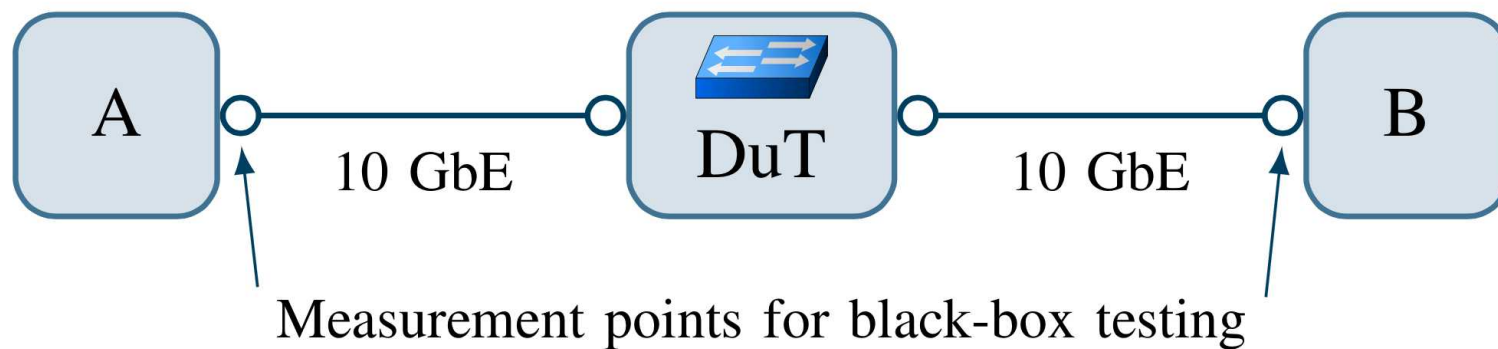 A
DuT
B
10 GbE
10 GbE
Measurement points for black-box testing